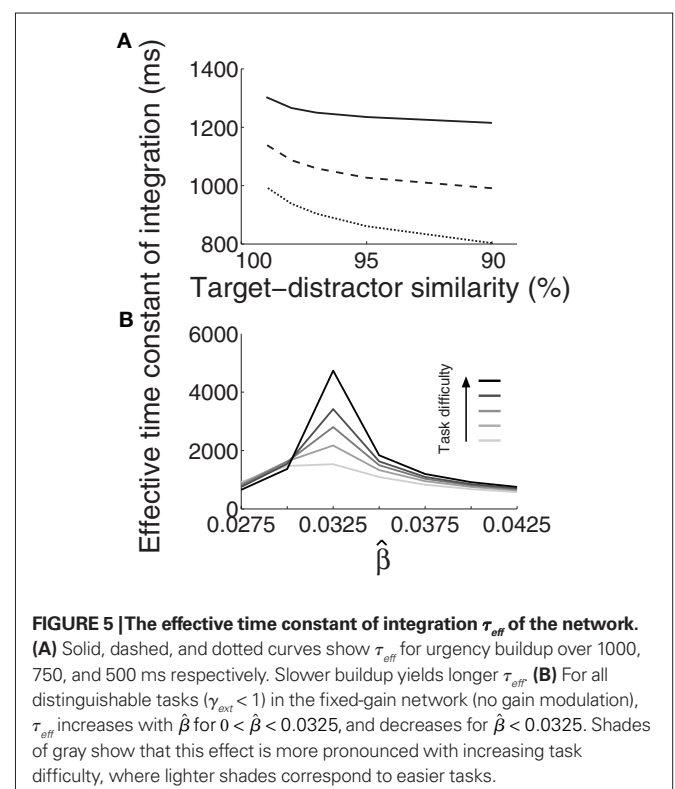 A
Effective time constant of integration (ms)
1400
1200
1000
800
100 95 90
Target–distractor similarity (%)
B
6000
4000
2000
0
Task difficulty
0.0275 0.0325 0.0375 0.0425
β̂
FIGURE 5 | The effective time constant of integration τ_eff of the network.
(A) Solid, dashed, and dotted curves show τ_eff for urgency buildup over 1000,
750, and 500 ms respectively. Slower buildup yields longer τ_eff. (B) For all
distinguishable tasks (γ_ext < 1) in the fixed-gain network (no gain modulation),
τ_eff increases with β̂ for 0 < β̂ < 0.0325, and decreases for β̂ < 0.0325. Shades
of gray show that this effect is more pronounced with increasing task
difficulty, where lighter shades correspond to easier tasks.